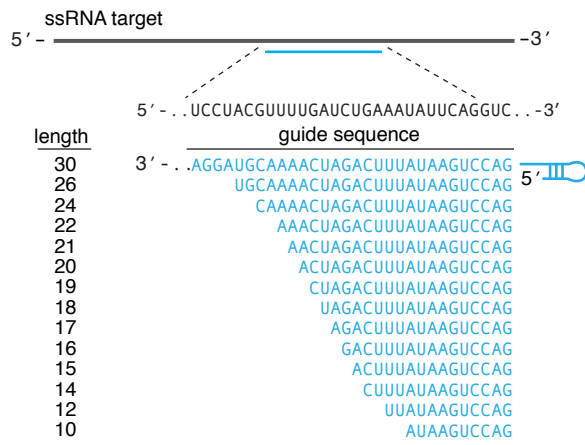 ssRNA target
5′- -3′
5′-..UCCUACGUUUUGAUCUGAAAUAUUCAGGUC..-3′
length guide sequence
30 3′-..AGGAUGCAAAACUAGACUUUAUAAGUCCAG 5′
26 UGCAAAACUAGACUUUAUAAGUCCAG
24 CAAAACUAGACUUUAUAAGUCCAG
22 AAACUAGACUUUAUAAGUCCAG
21 AACUAGACUUUAUAAGUCCAG
20 ACUAGACUUUAUAAGUCCAG
19 CUAGACUUUAUAAGUCCAG
18 UAGACUUUAUAAGUCCAG
17 AGACUUUAUAAGUCCAG
16 GACUUUAUAAGUCCAG
15 ACUUUAUAAGUCCAG
14 CUUUAUAAGUCCAG
12 UUAUAAGUCCAG
10 AUAAGUCCAG